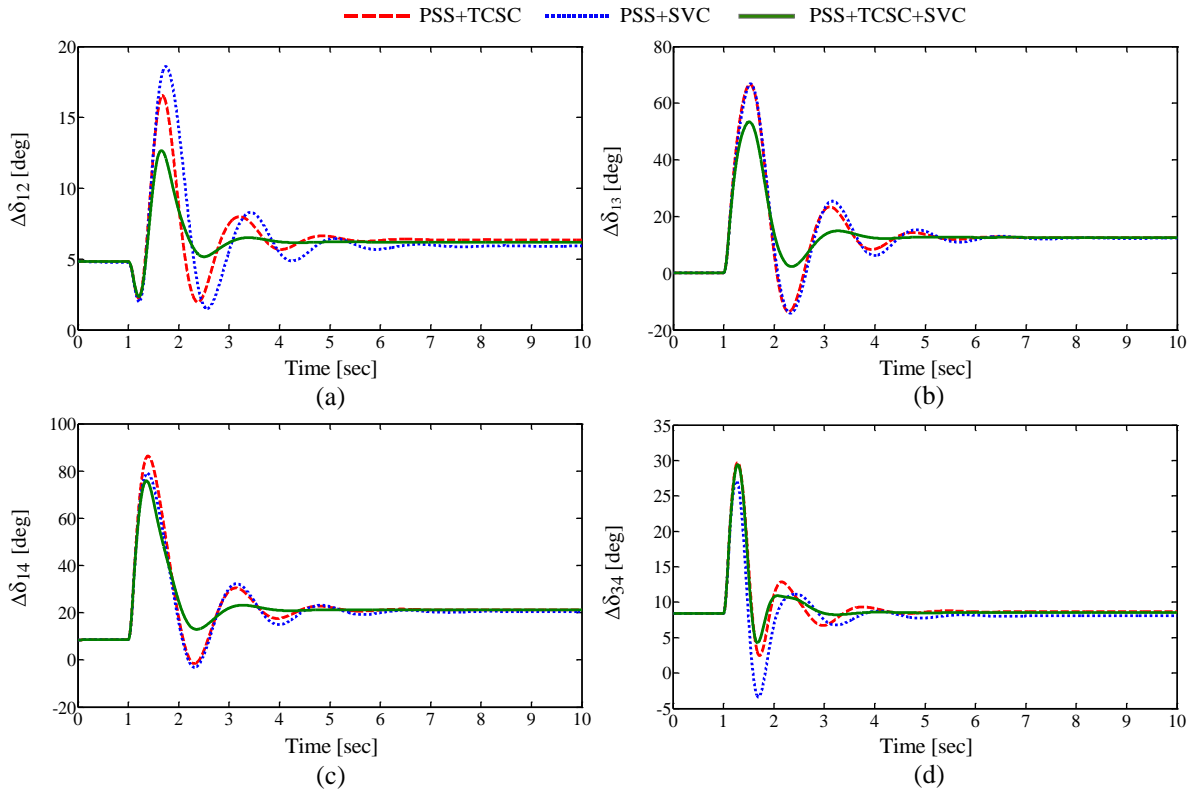 PSS+TCSC PSS+SVC PSS+TCSC+SVC
20
15
10
5
0
Δδ12 [deg]
0 1 2 3 4 5 6 7 8 9 10
Time [sec]
(a)
80
60
40
20
0
-20
Δδ13 [deg]
0 1 2 3 4 5 6 7 8 9 10
Time [sec]
(b)
100
80
60
40
20
0
-20
Δδ14 [deg]
0 1 2 3 4 5 6 7 8 9 10
Time [sec]
(c)
35
30
25
20
15
10
5
0
-5
Δδ34 [deg]
0 1 2 3 4 5 6 7 8 9 10
Time [sec]
(d)